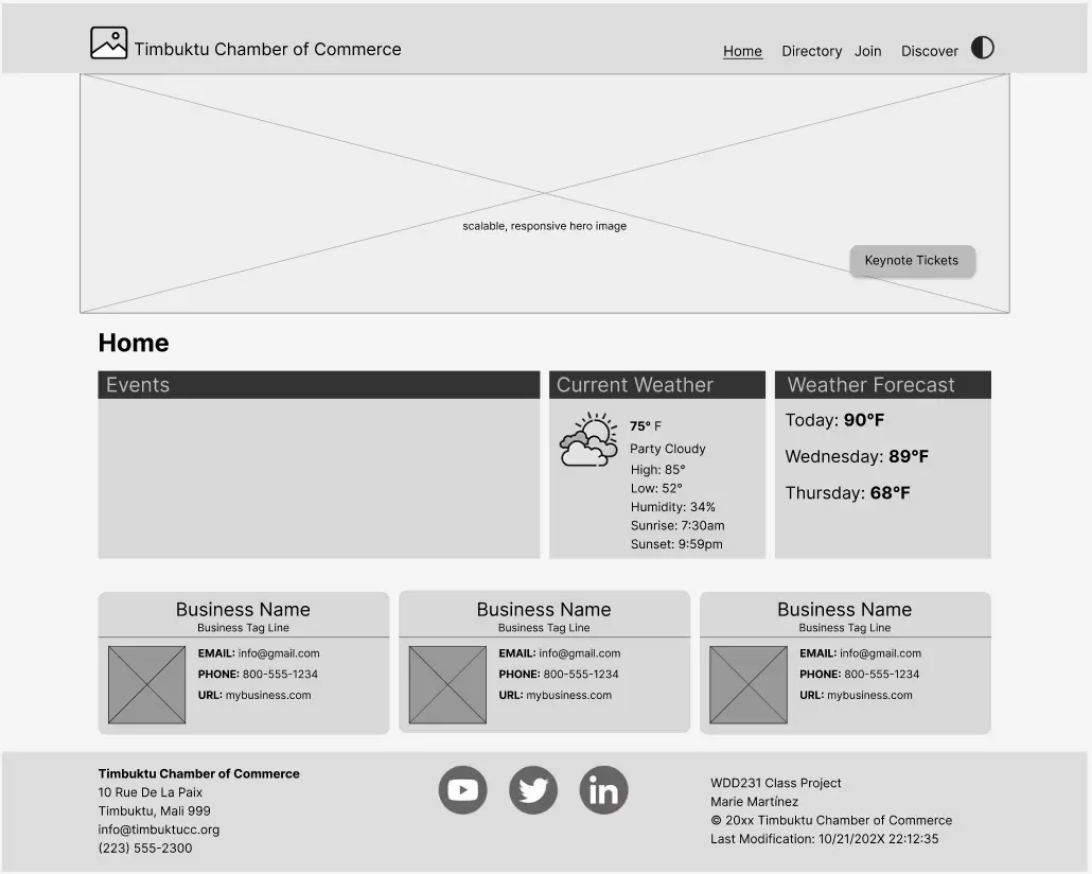 Timbuktu Chamber of Commerce
Home Directory Join Discover
scalable, responsive hero image
Keynote Tickets
Home
Events
Current Weather
75° F
Party Cloudy
High: 85°
Low: 52°
Humidity: 34%
Sunrise: 7:30am
Sunset: 9:59pm
Weather Forecast
Today: 90°F
Wednesday: 89°F
Thursday: 68°F
Business Name
Business Tag Line
EMAIL: info@gmail.com
PHONE: 800-555-1234
URL: mybusiness.com
Business Name
Business Tag Line
EMAIL: info@gmail.com
PHONE: 800-555-1234
URL: mybusiness.com
Business Name
Business Tag Line
EMAIL: info@gmail.com
PHONE: 800-555-1234
URL: mybusiness.com
Timbuktu Chamber of Commerce
10 Rue De La Paix
Timbuktu, Mali 999
info@timbuktucc.org
(223) 555-2300
in
WDD231 Class Project
Marie Martínez
© 20xx Timbuktu Chamber of Commerce
Last Modification: 10/21/202X 22:12:35